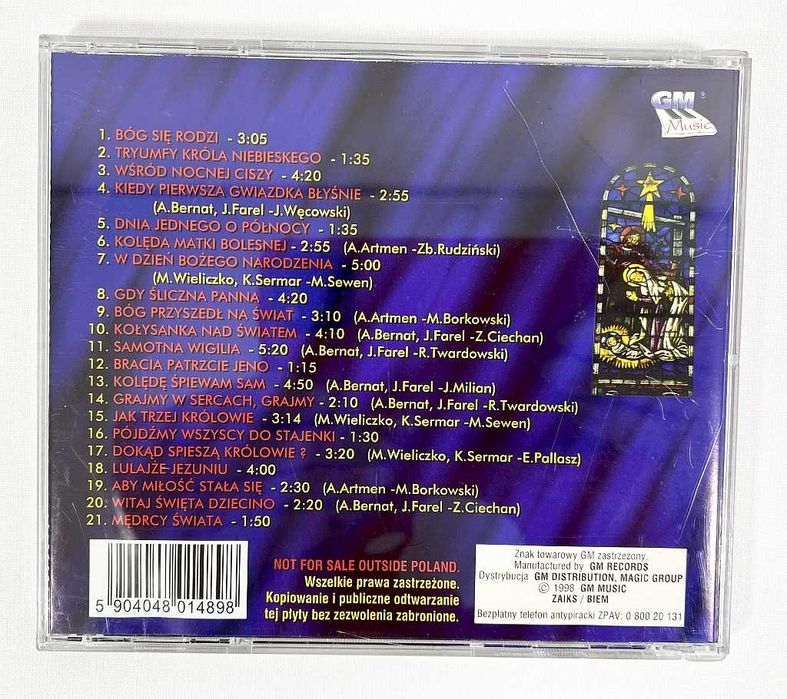 GM
Music
1. BÓG SIĘ RODZI - 3:05
2. TRYUMFY KRÓLA NIEBIESKEGO - 1:35
3. WŚRÓD NOCNEJ CISZY - 4:20
4. KIEDY PIERWSZA GWIAZDKA BŁYŚNIE - 2:55
(A.Bernat, J.Farel -J.Węcowski)
5. DNIA JEDNEGO O PÓŁNOCY - 1:35
6. KOLĘDA MATKI BOLESNEJ - 2:55 (A.Artmen -Zb.Rudziński)
7. W DZIEŃ BOŻEGO NARODZENIA - 5:00
(M.Wieliczko, K.Sermar -M.Sewen)
8. GDY ŚLICZNA PANNA - 4:20
9. BÓG PRZYSZEDŁ NA ŚWIAT - 3:10 (A.Artmen -M.Borkowski)
10. KOŁYSANKA NAD ŚWIATEM - 4:10 (A.Bernat, J.Farel -Z.Ciechan)
11. SAMOTNA WIGILIA - 5:20 (A.Bernat, J.Farel -R.Twardowski)
12. BRACIA PATRZCIE JENO - 1:15
13. KOLĘDĘ ŚPIEWAM SAM - 4:50 (A.Bernat, J.Farel -J.Milian)
14. GRAJMY W SERCACH, GRAJMY - 2:10 (A.Bernat, J.Farel -R.Twardowski)
15. JAK TRZEJ KRÓLOWIE - 3:14 (M.Wieliczko, K.Sermar -M.Sewen)
16. PÓJDŹMY WSZYSCY DO STAJENKI - 1:30
17. DOKĄD SPIESZĄ KRÓLOWIE ? - 3:20 (M.Wieliczko, K.Sermar -E.Pallasz)
18. LULAJŻE JEZUNIU - 4:00
19. ABY MIŁOŚĆ STAŁA SIĘ - 2:30 (A.Artmen -M.Borkowski)
20. WITAJ ŚWIĘTA DZIECINO - 2:20 (A.Bernat, J.Farel -Z.Ciechan)
21. MĘDRCY ŚWIATA - 1:50
5 904048 014898
NOT FOR SALE OUTSIDE POLAND.
Wszelkie prawa zastrzeżone.
Kopiowanie i publiczne odtwarzanie
tej płyty bez zezwolenia zabronione.
Znak towarowy GM zastrzeżony,
Manufactured by GM RECORDS
Dystrybucja GM DISTRIBUTION, MAGIC GROUP
© 1998 GM MUSIC
ZAIKS / BIEM
Bezpłatny telefon antypiracki ZPAV: 0 800 20 131